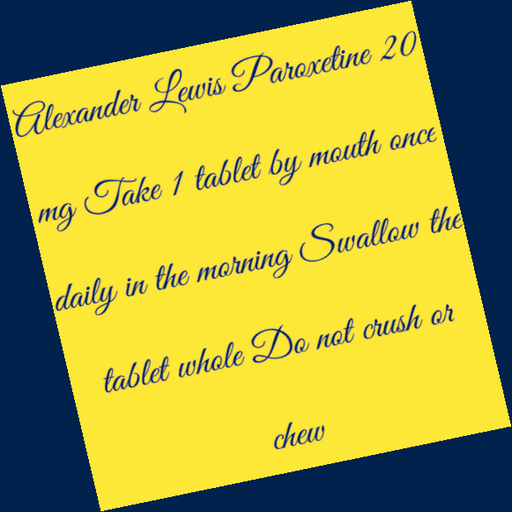 Alexander Lewis Paroxetine 20
mg Take 1 tablet by mouth once
daily in the morning Swallow the
tablet whole Do not crush or
chew